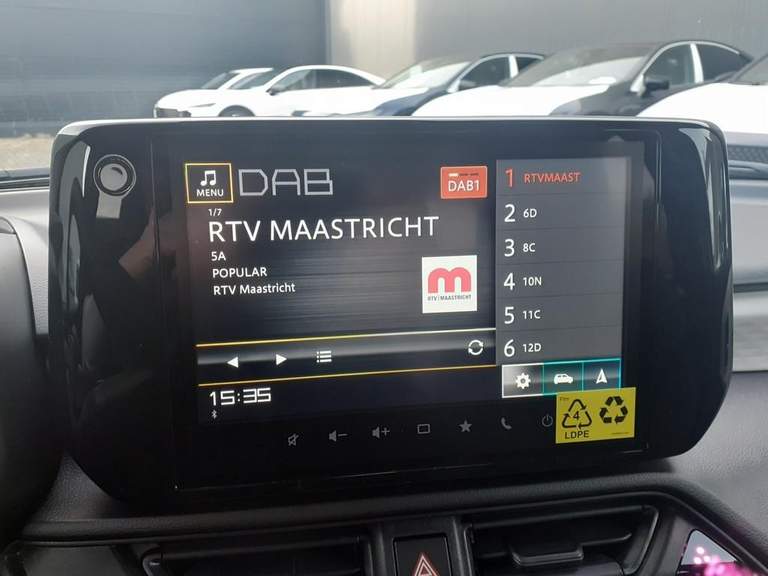 DAB
MENU
DAB1
1/7
RTV MAASTRICHT
5A
POPULAR
RTV Maastricht
m
RTV|MAASTRICHT
1 RTVMAAST
2 6D
3 8C
4 10N
5 11C
6 12D
15:35
Film
4
LDPE